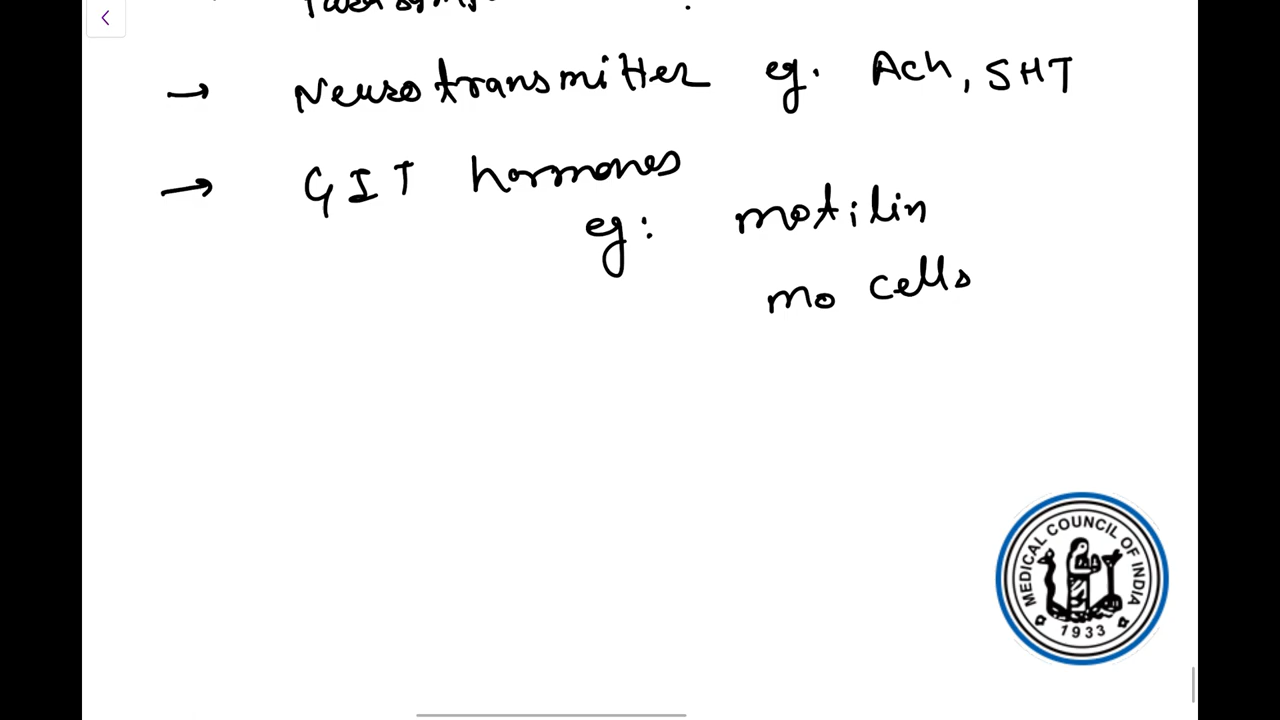 → Neurotransmitter eg. Ach, 5HT
→ GIT hormones
eg: motilin
mo cells
MEDICAL COUNCIL OF INDIA
1933